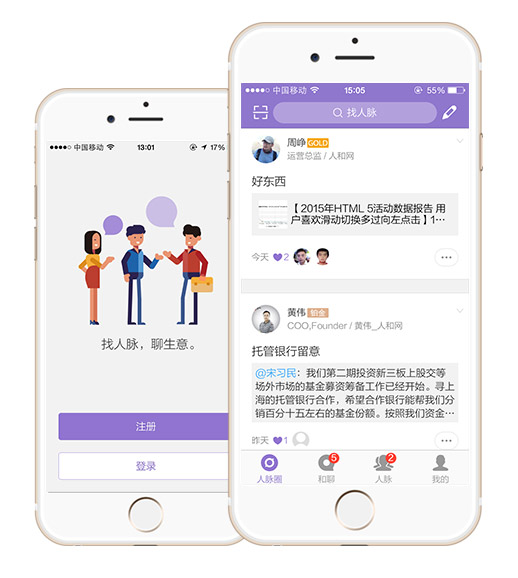 中国移动
13:01
17%
找人脉，聊生意。
注册
登录
中国移动
15:05
55%
找人脉
周峥 GOLD
运营总监 / 人和网
好东西
【2015年HTML 5活动数据报告 用
户喜欢滑动切换多过向左点击】1…
今天 2
黄伟 铂金
COO,Founder / 黄伟_人和网
托管银行留意
@宋习民：我们第二期投资新三板上股交等
场外市场的基金募资筹备工作已经开始。寻上
海的托管银行合作，希望合作银行能帮我们分
销百分十五左右的基金份额。按照我们资金…
昨天 1
5
2
人脉圈
和聊
人脉
我的